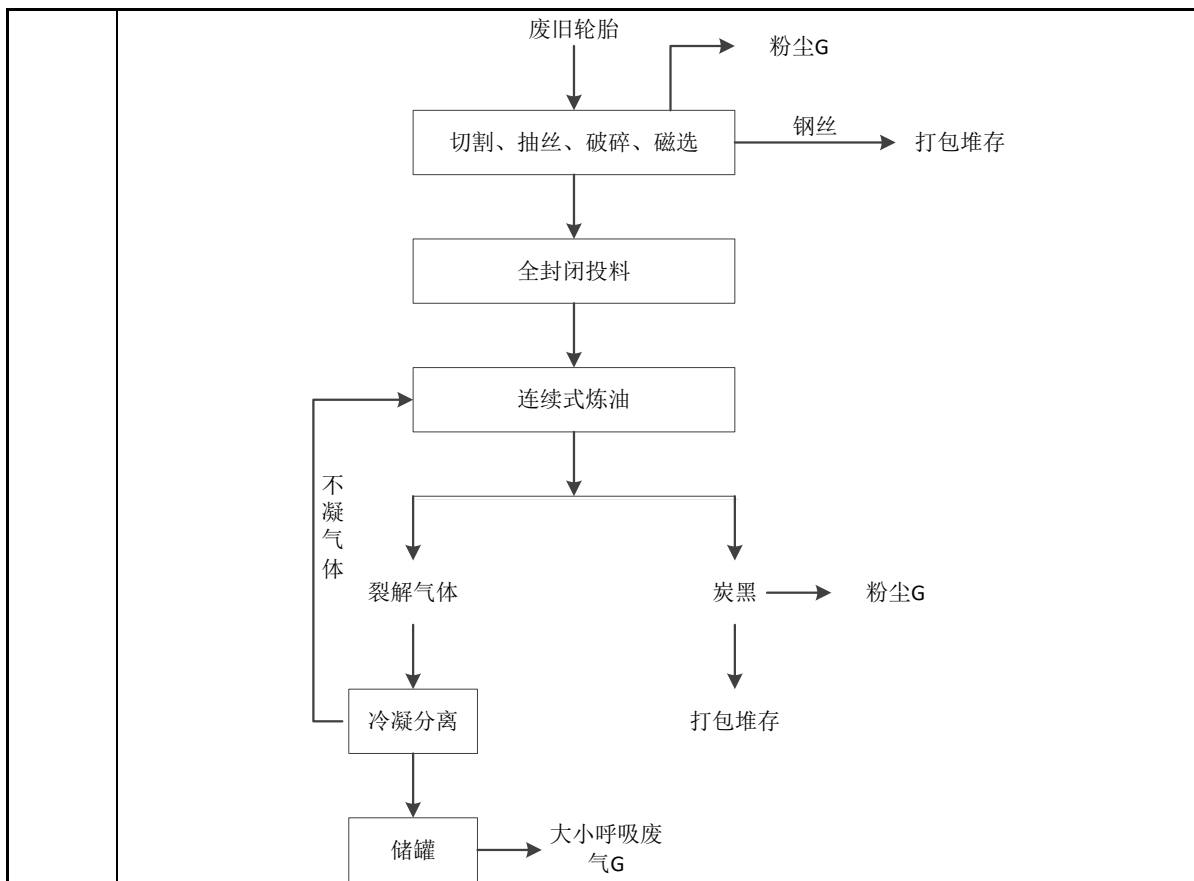 废旧轮胎
粉尘G
切割、抽丝、破碎、磁选
钢丝
打包堆存
全封闭投料
连续式炼油
不
凝
气
体
裂解气体
炭黑
粉尘G
冷凝分离
打包堆存
储罐
大小呼吸废
气G